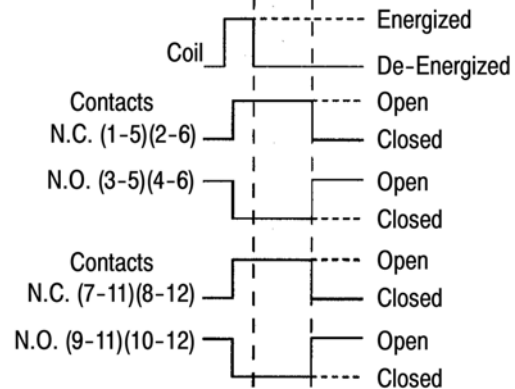 Energized
Coil
De-Energized
Contacts
Open
N.C. (1-5)(2-6)
Closed
N.O. (3-5)(4-6)
Open
Closed
Contacts
Open
N.C. (7-11)(8-12)
Closed
N.O. (9-11)(10-12)
Open
Closed